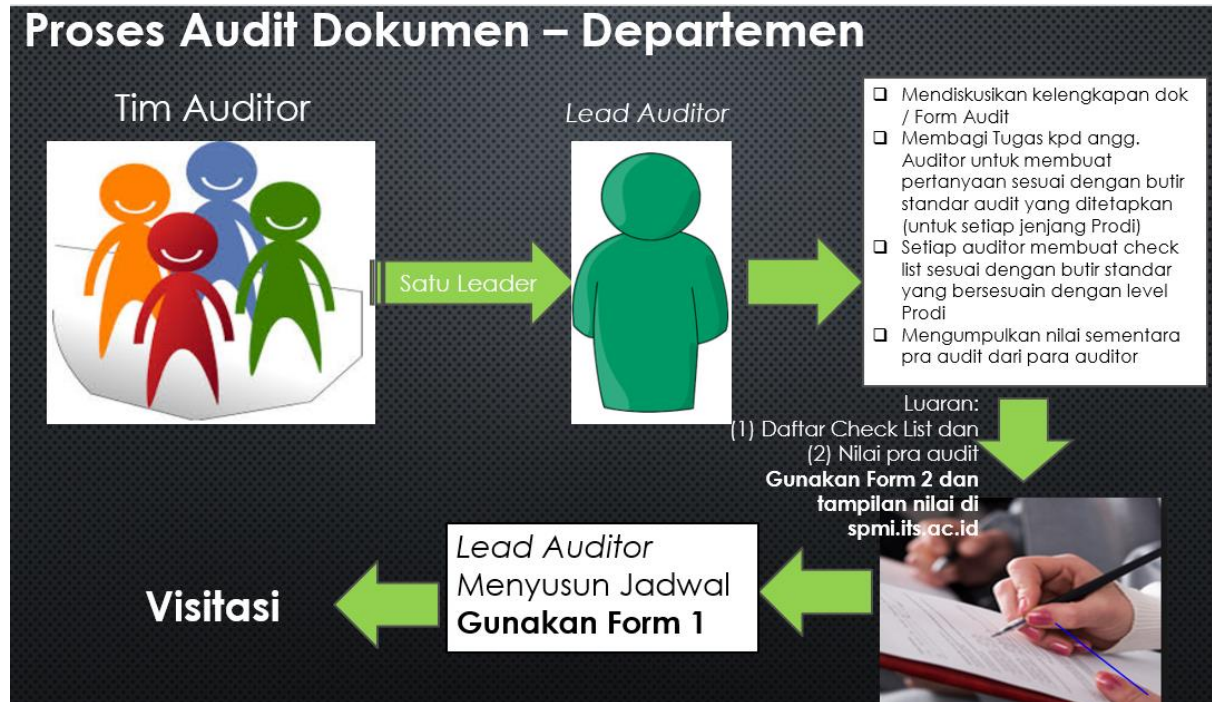 Proses Audit Dokumen – Departemen
Tim Auditor
Satu Leader
Lead Auditor
Mendiskusikan kelengkapan dok
/ Form Audit
Membagi Tugas kpd angg.
Auditor untuk membuat
pertanyaan sesuai dengan butir
standar audit yang ditetapkan
(untuk setiap jenjang Prodi)
Setiap auditor membuat check
list sesuai dengan butir standar
yang bersesuain dengan level
Prodi
Mengumpulkan nilai sementara
pra audit dari para auditor
Luaran:
(1) Daftar Check List dan
(2) Nilai pra audit
Gunakan Form 2 dan
tampilan nilai di
spmi.its.ac.id
Lead Auditor
Menyusun Jadwal
Gunakan Form 1
Visitasi